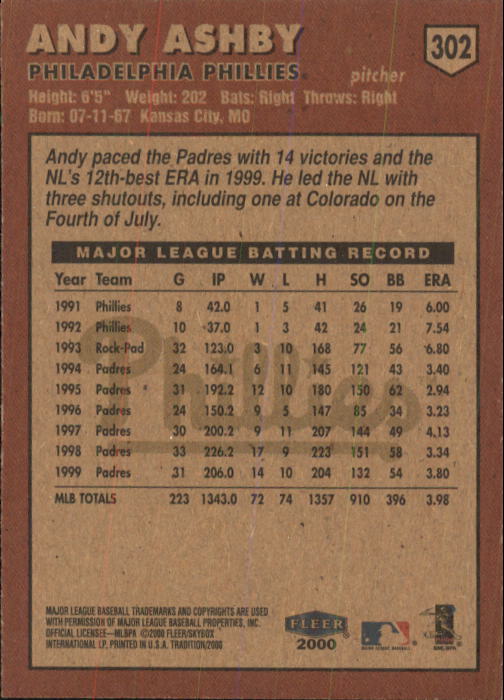 ANDY ASHBY
302
PHILADELPHIA PHILLIES pitcher
Height: 6'5" Weight: 202 Bats: Right Throws: Right
Born: 07-11-67 Kansas City, MO
Andy paced the Padres with 14 victories and the
NL's 12th-best ERA in 1999. He led the NL with
three shutouts, including one at Colorado on the
Fourth of July.
MAJOR LEAGUE BATTING RECORD
Year Team G IP W L H SO BB ERA
1991 Phillies 8 42.0 1 5 41 26 19 6.00
1992 Phillies 10 37.0 1 3 42 24 21 7.54
1993 Rock-Pad 32 123.0 3 10 168 77 56 6.80
1994 Padres 24 164.1 6 11 145 121 43 3.40
1995 Padres 31 192.2 12 10 180 150 62 2.94
1996 Padres 24 150.2 9 5 147 85 34 3.23
1997 Padres 30 200.2 9 11 207 144 49 4.13
1998 Padres 33 226.2 17 9 223 151 58 3.34
1999 Padres 31 206.0 14 10 204 132 54 3.80
MLB TOTALS 223 1343.0 72 74 1357 910 396 3.98
Phillies
MAJOR LEAGUE BASEBALL TRADEMARKS AND COPYRIGHTS ARE USED
WITH PERMISSION OF MAJOR LEAGUE BASEBALL PROPERTIES, INC.
OFFICIAL LICENSEE—MLBPA ©2000 FLEER/SKYBOX
INTERNATIONAL LP. PRINTED IN U.S.A. TRADITION/2000
FLEER
2000